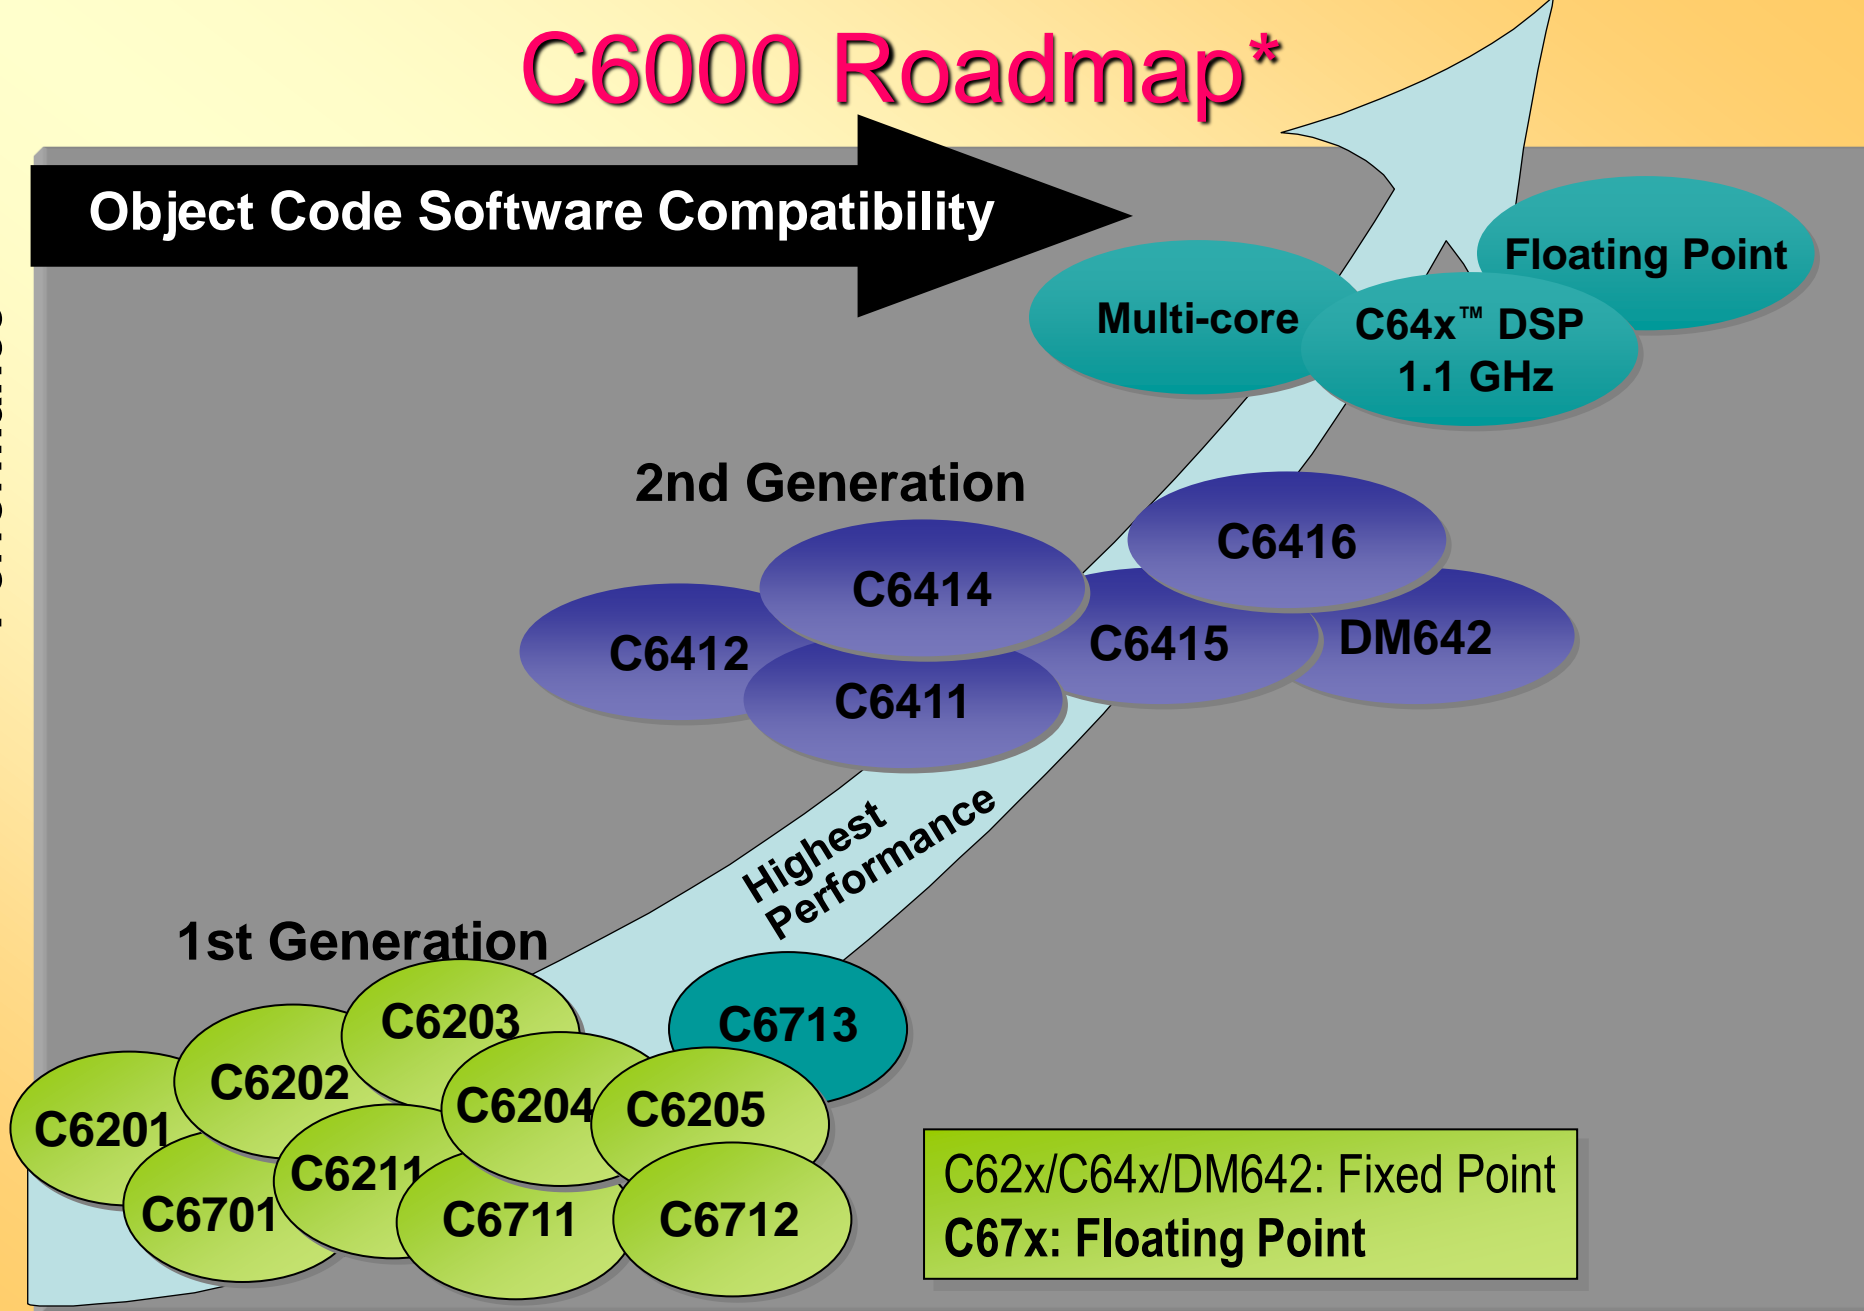 C6000 Roadmap*
Object Code Software Compatibility
Floating Point
Multi-core
C64x™ DSP
1.1 GHz
2nd Generation
C6416
C6414
C6412
C6415
DM642
C6411
Highest
Performance
1st Generation
C6203
C6713
C6202
C6204
C6205
C6201
C6211
C6701
C6711
C6712
C62x/C64x/DM642: Fixed Point
C67x: Floating Point